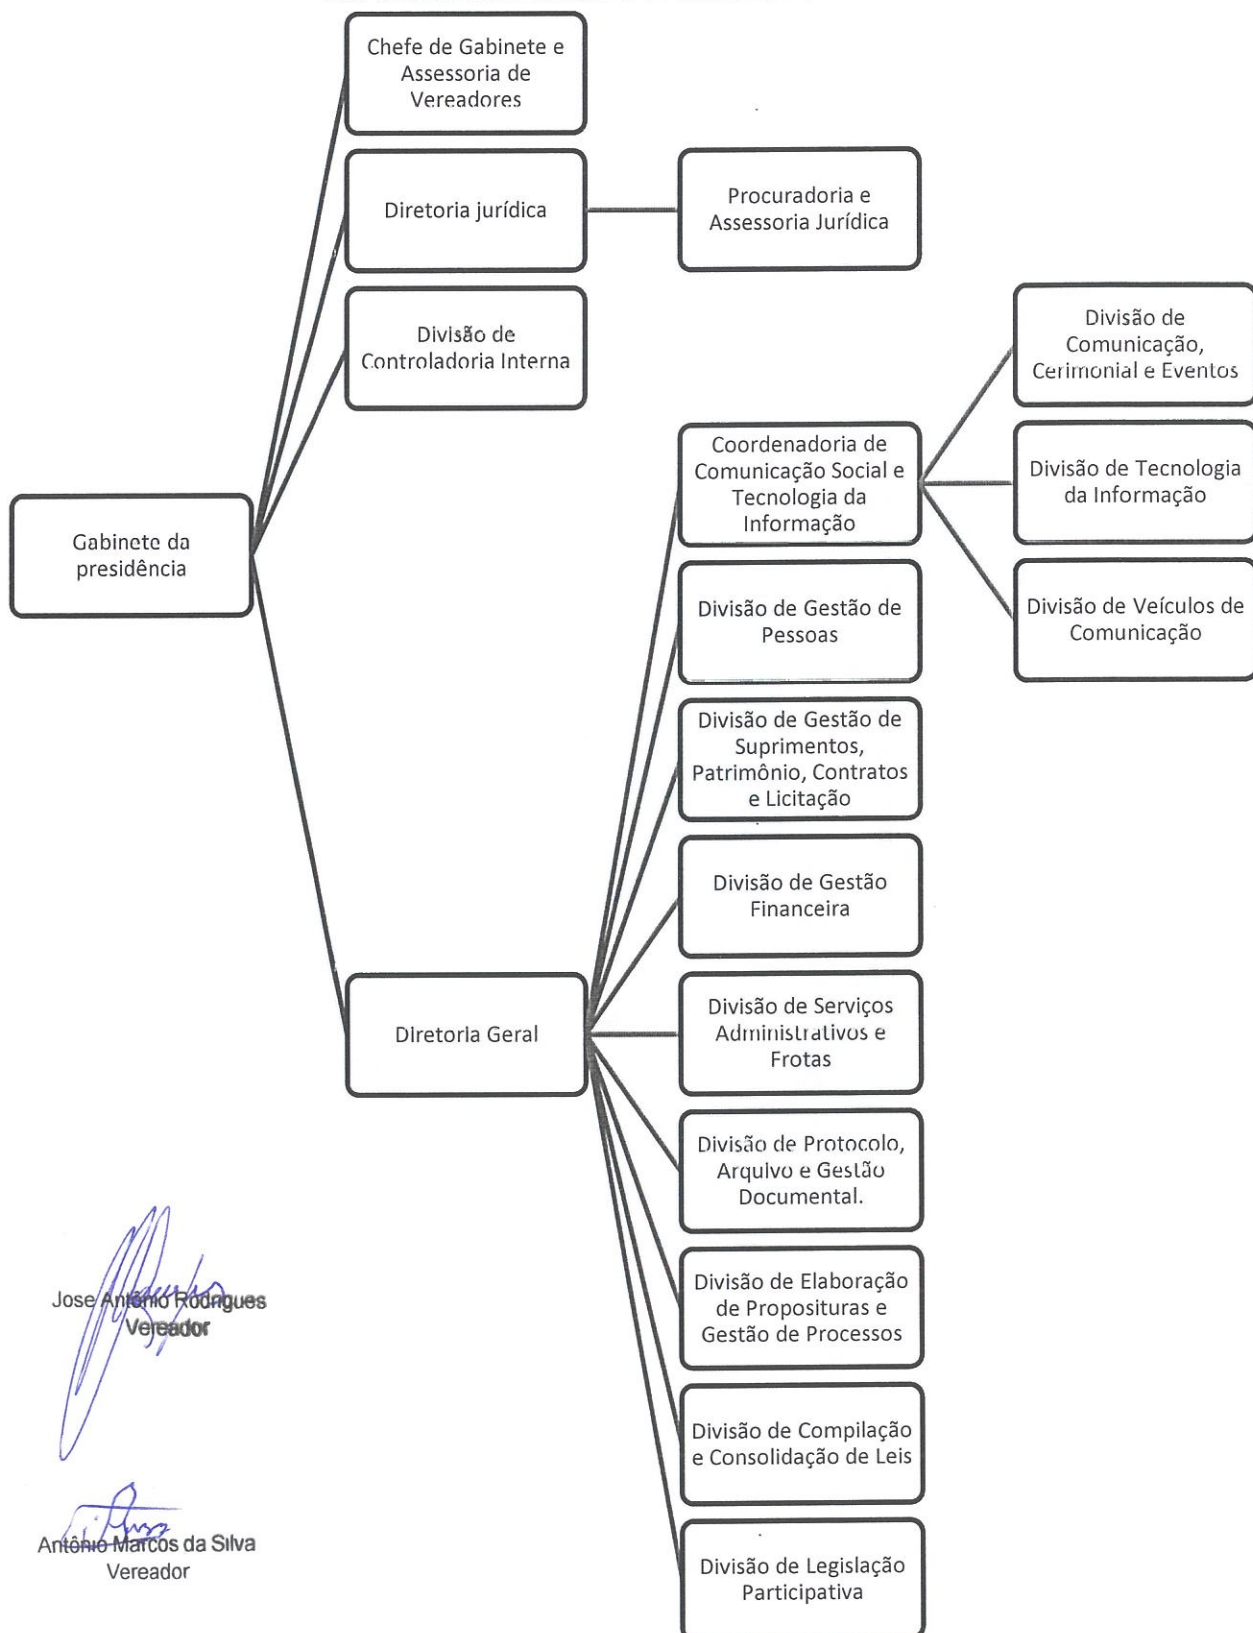 Chefe de Gabinete e
Assessoria de
Vereadores
Diretoria jurídica
Procuradoria e
Assessoria Jurídica
Divisão de
Controladoria Interna
Divisão de
Comunicação,
Cerimonial e Eventos
Coordenadoria de
Comunicação Social e
Tecnologia da
Informação
Divisão de Tecnologia
da Informação
Gabinete da
presidência
Divisão de Gestão de
Pessoas
Divisão de Veículos de
Comunicação
Divisão de Gestão de
Suprimentos,
Patrimônio, Contratos
e Licitação
Divisão de Gestão
Financeira
Diretoria Geral
Divisão de Serviços
Administrativos e
Frotas
Divisão de Protocolo,
Arquivo e Gestão
Documental.
Divisão de Elaboração
de Proposituras e
Gestão de Processos
Jose Antônio Rodrigues
Vereador
Divisão de Compilação
e Consolidação de Leis
Antônio Marcos da Silva
Vereador
Divisão de Legislação
Participativa